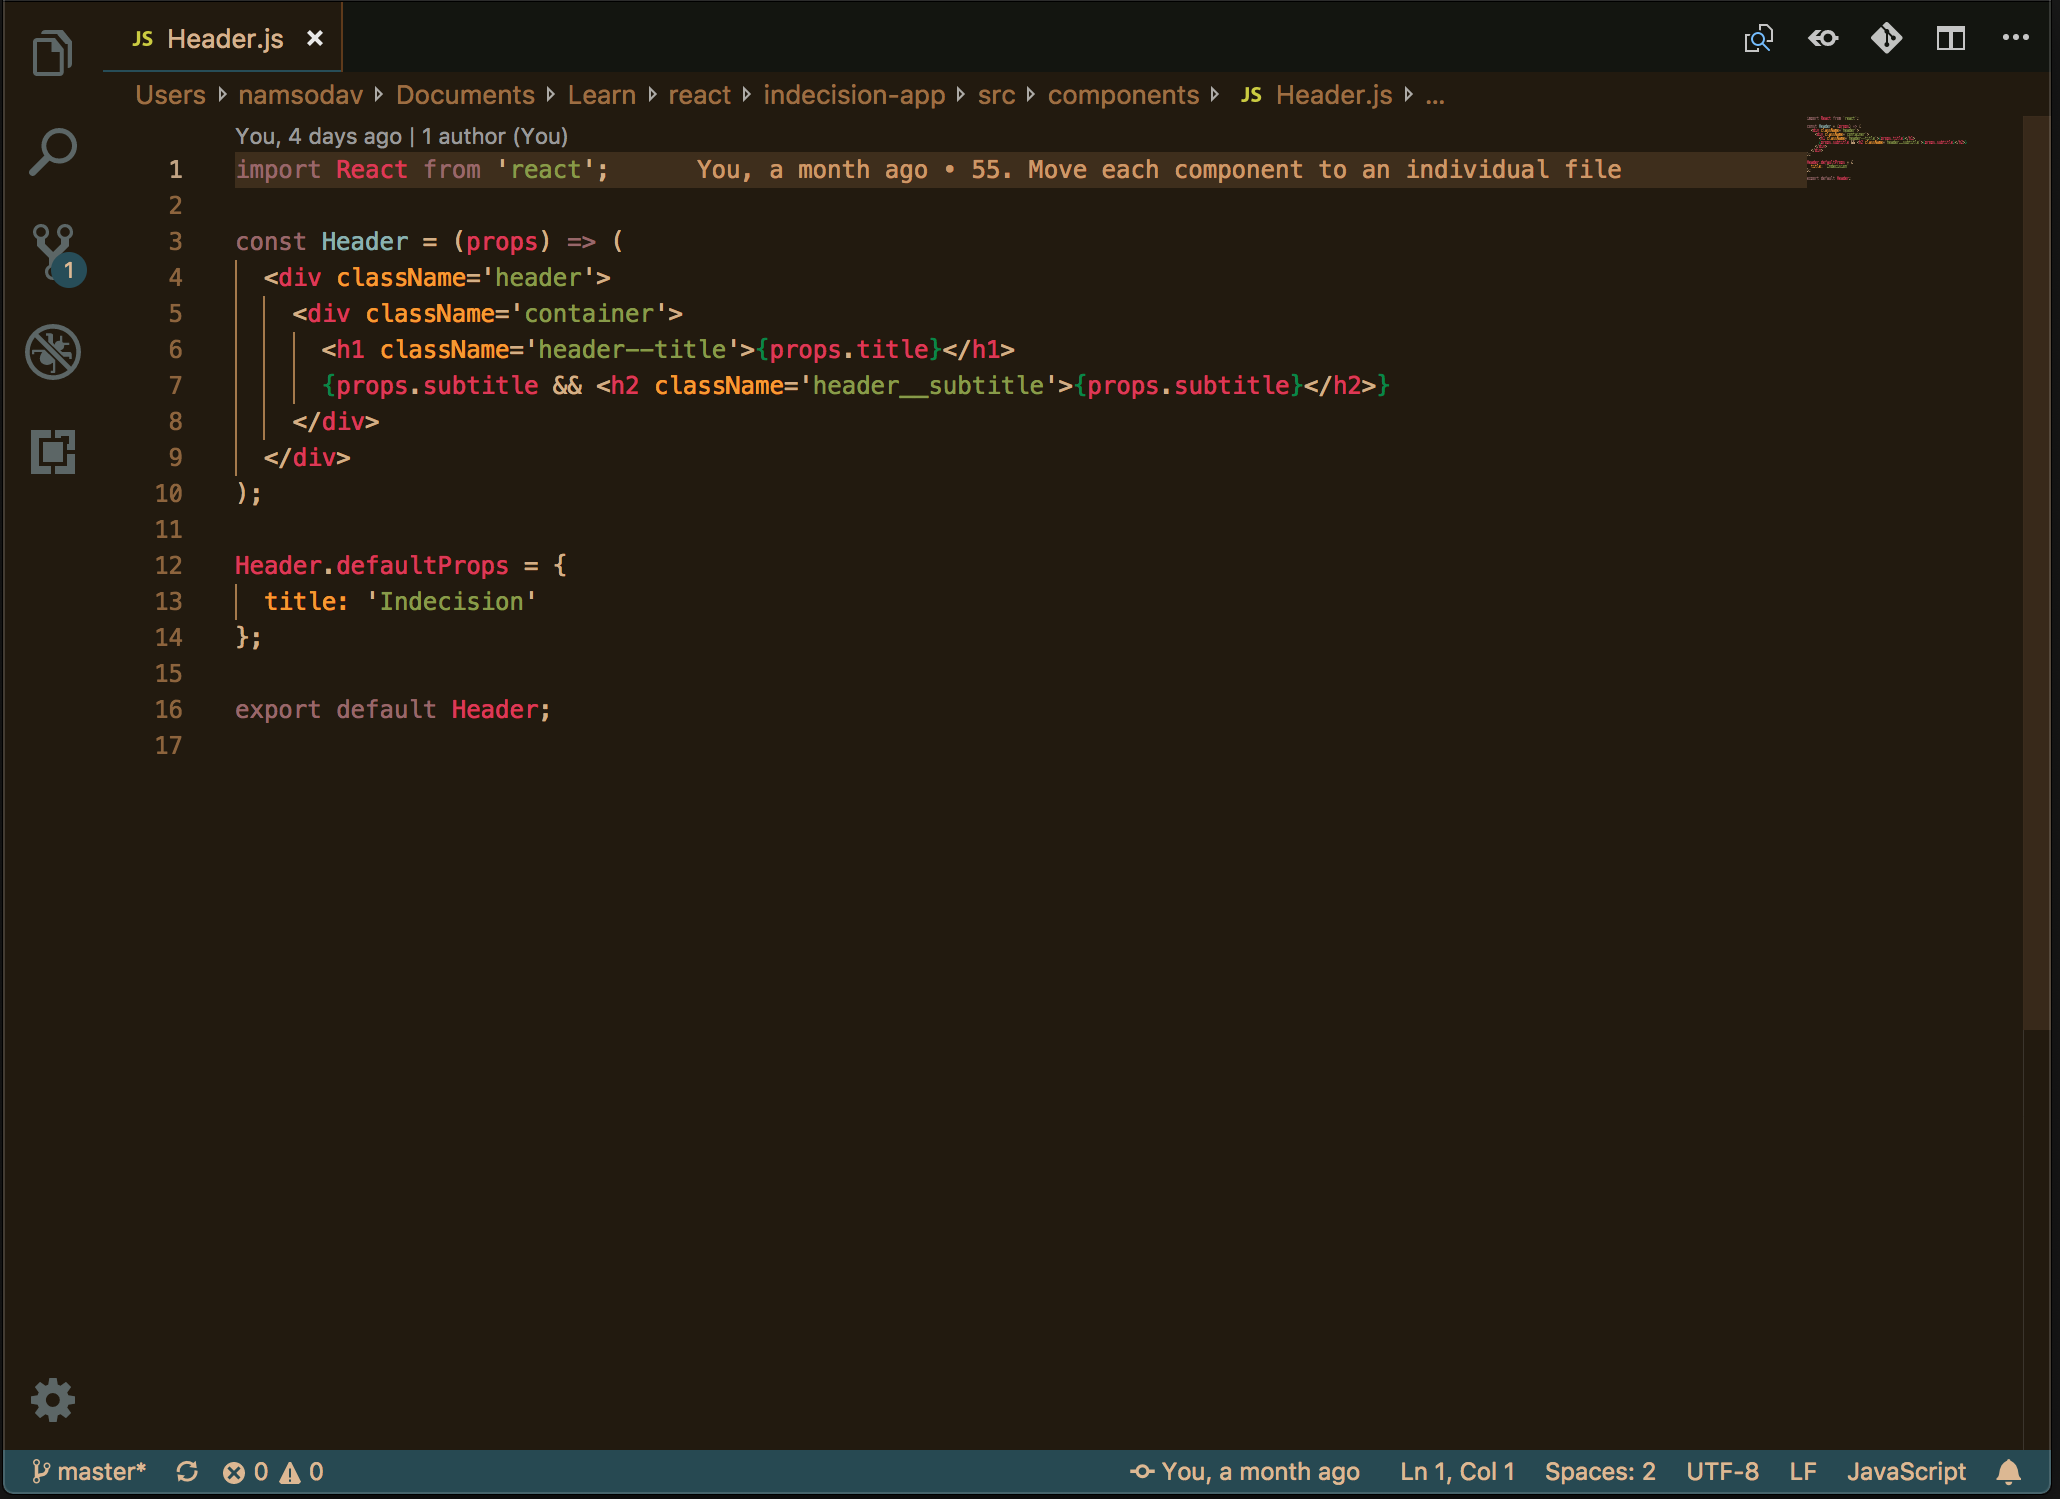 JS Header.js ×
Users › namsodav › Documents › Learn › react › indecision-app › src › components › JS Header.js › ...
You, 4 days ago | 1 author (You)
1 import React from 'react'; You, a month ago • 55. Move each component to an individual file
2
3 const Header = (props) => (
4 <div className='header'>
5 <div className='container'>
6 <h1 className='header--title'>{props.title}</h1>
7 {props.subtitle && <h2 className='header__subtitle'>{props.subtitle}</h2>}
8 </div>
9 </div>
10 );
11
12 Header.defaultProps = {
13 title: 'Indecision'
14 };
15
16 export default Header;
17
1
master* 0 0 You, a month ago Ln 1, Col 1 Spaces: 2 UTF-8 LF JavaScript